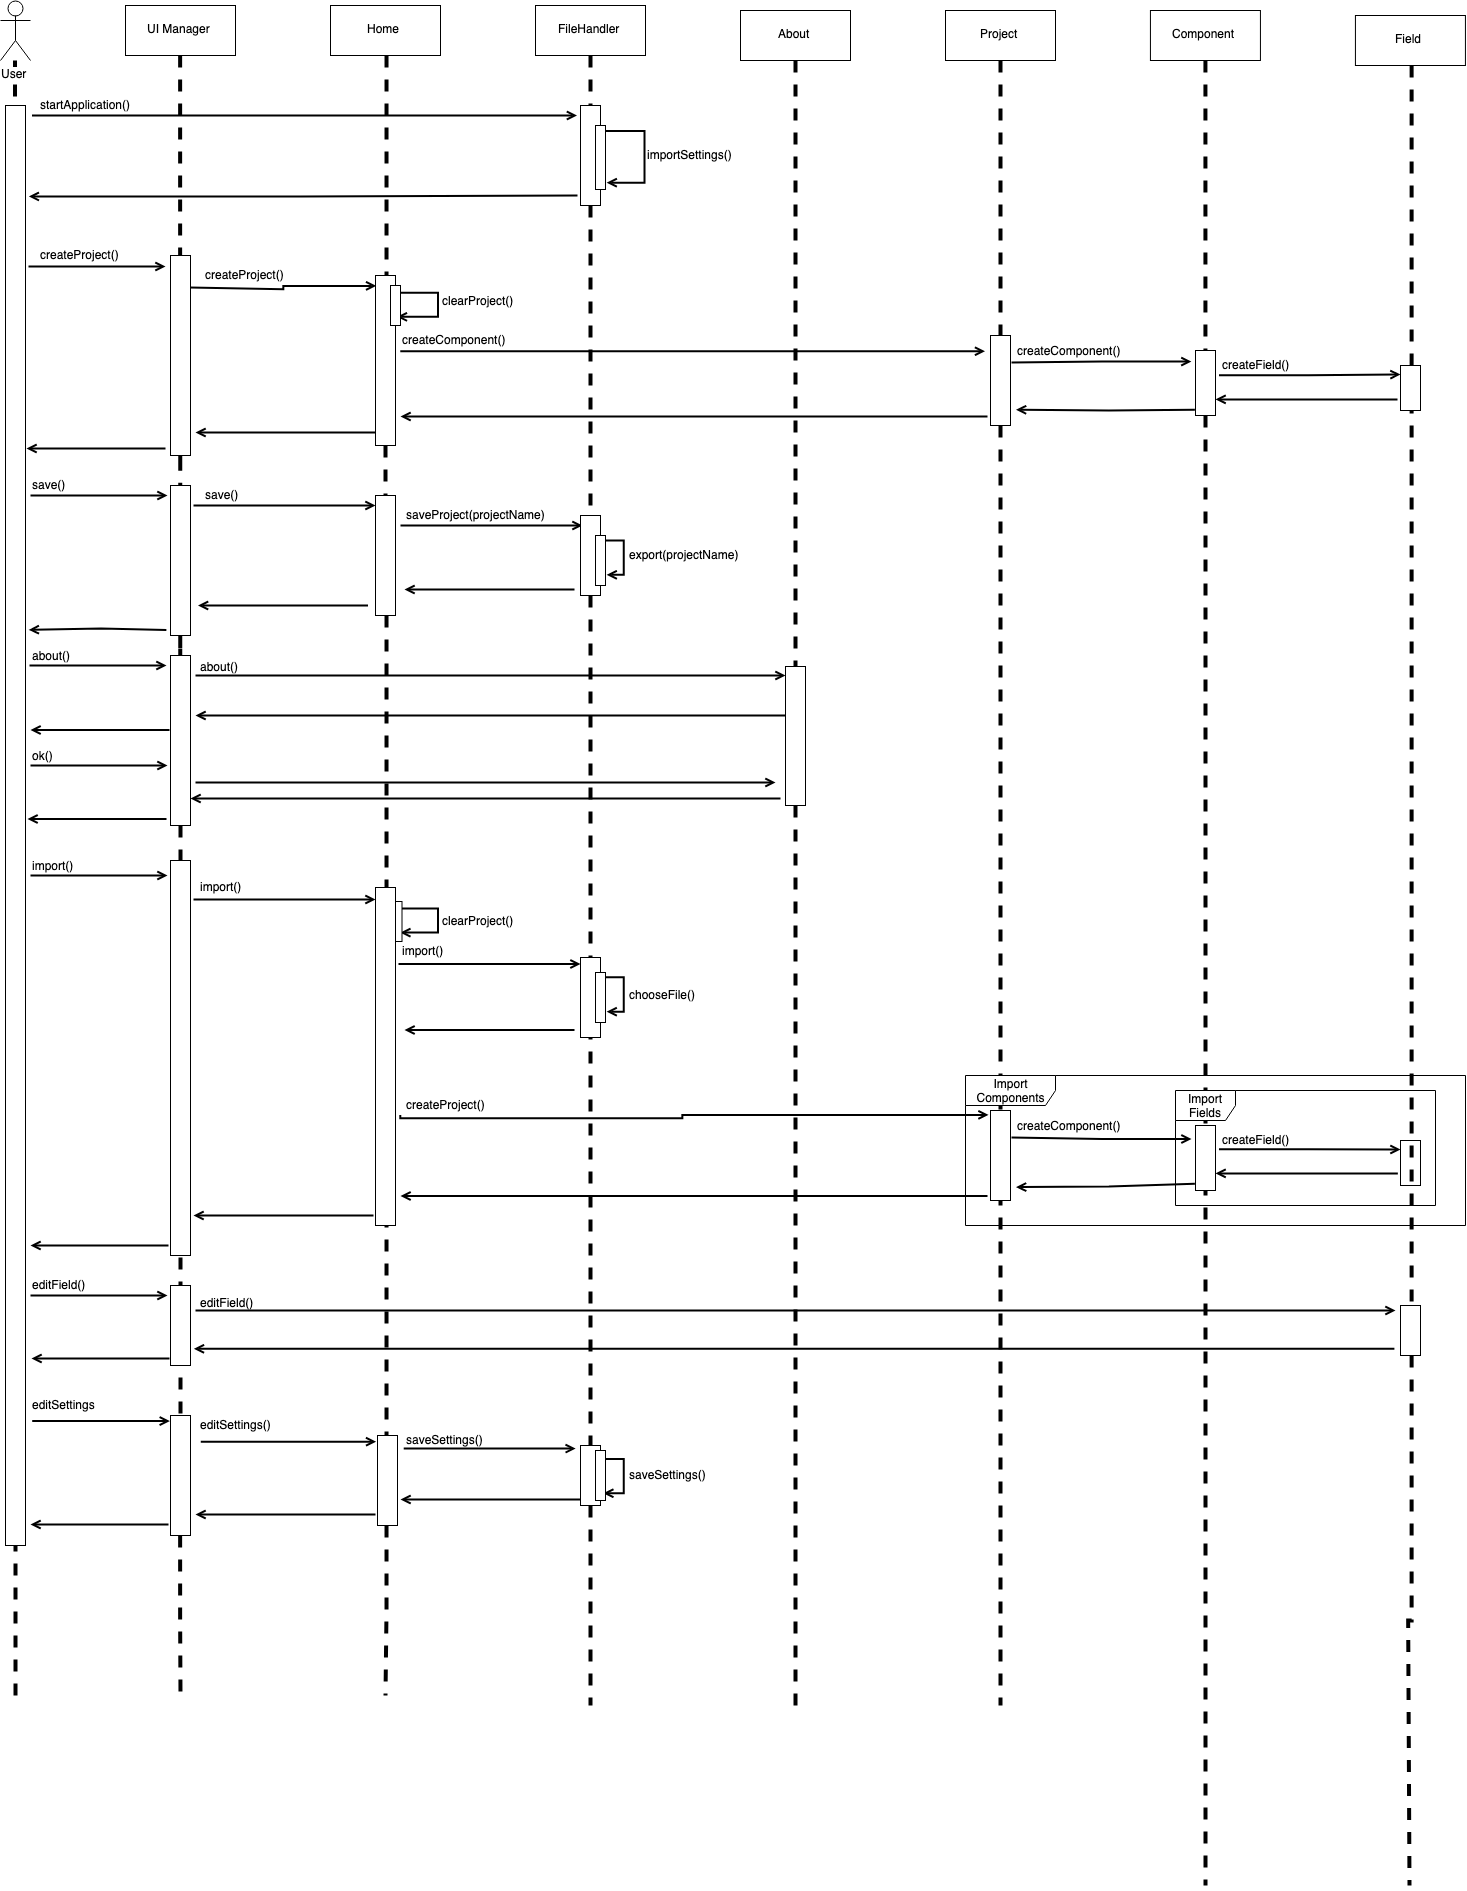 User
UI Manager
Home
FileHandler
About
Project
Component
Field
startApplication()
importSettings()
createProject()
createProject()
clearProject()
createComponent()
createComponent()
createField()
save()
save()
saveProject(projectName)
export(projectName)
about()
about()
ok()
import()
import()
clearProject()
import()
chooseFile()
Import
Components
Import
Fields
createProject()
createComponent()
createField()
editField()
editField()
editSettings
editSettings()
saveSettings()
saveSettings()